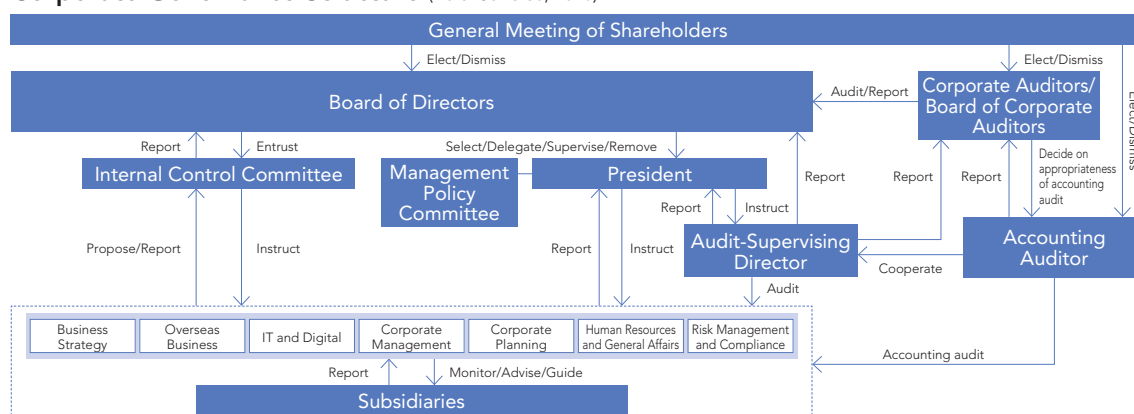 General Meeting of Shareholders
Elect/Dismiss
Elect/Dismiss
Elect/Dismiss
Board of Directors
Audit/Report
Corporate Auditors/
Board of Corporate
Auditors
Report
Entrust
Select/Delegate/Supervise/Remove
Internal Control Committee
Management
Policy
Committee
President
Report
Report
Report
Decide on
appropriateness
of accounting
audit
Report
Instruct
Propose/Report
Instruct
Report
Instruct
Audit-Supervising
Director
Cooperate
Accounting
Auditor
Audit
Business
Strategy
Overseas
Business
IT and Digital
Corporate
Management
Corporate
Planning
Human Resources
and General Affairs
Risk Management
and Compliance
Accounting audit
Report
Monitor/Advise/Guide
Subsidiaries